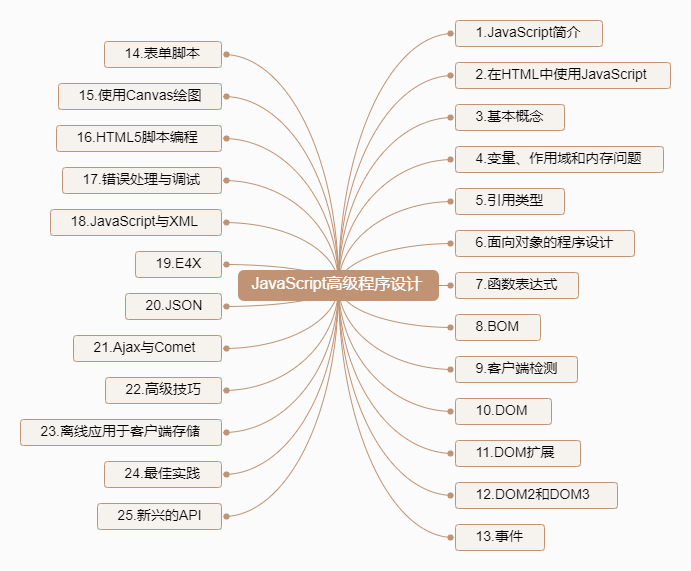 JavaScript高级程序设计
1.JavaScript简介
2.在HTML中使用JavaScript
3.基本概念
4.变量、作用域和内存问题
5.引用类型
6.面向对象的程序设计
7.函数表达式
8.BOM
9.客户端检测
10.DOM
11.DOM扩展
12.DOM2和DOM3
13.事件
14.表单脚本
15.使用Canvas绘图
16.HTML5脚本编程
17.错误处理与调试
18.JavaScript与XML
19.E4X
20.JSON
21.Ajax与Comet
22.高级技巧
23.离线应用于客户端存储
24.最佳实践
25.新兴的API